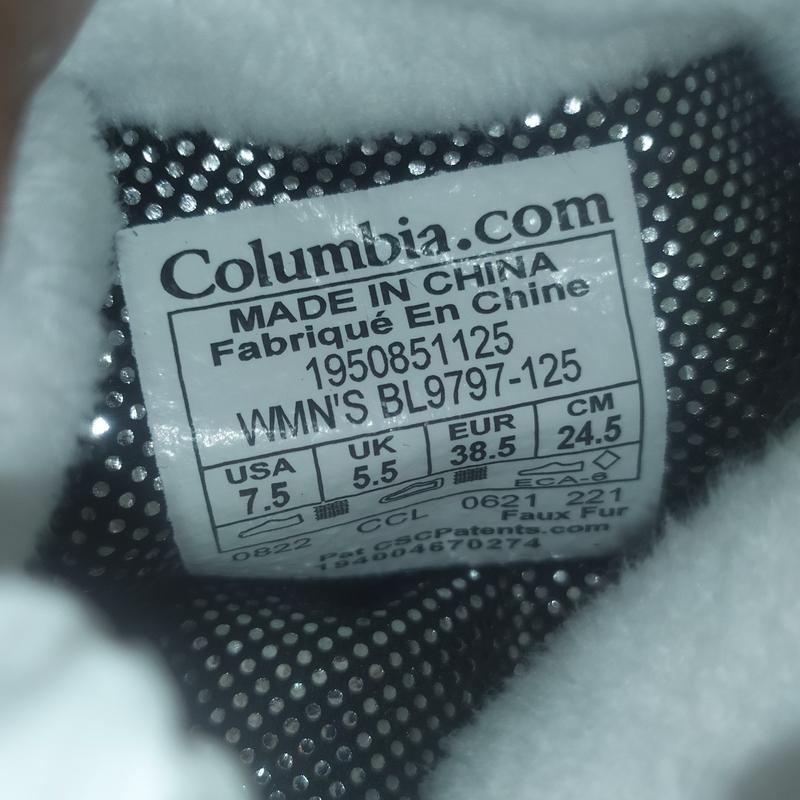 Columbia.com
MADE IN CHINA
Fabriqué En Chine
1950851125
WMN'S BL9797-125
USA UK EUR CM
7.5 5.5 38.5 24.5
ECA-6
0822 CCL 0621 221
Faux Fur
Pat CSCPatents.com
194004670274